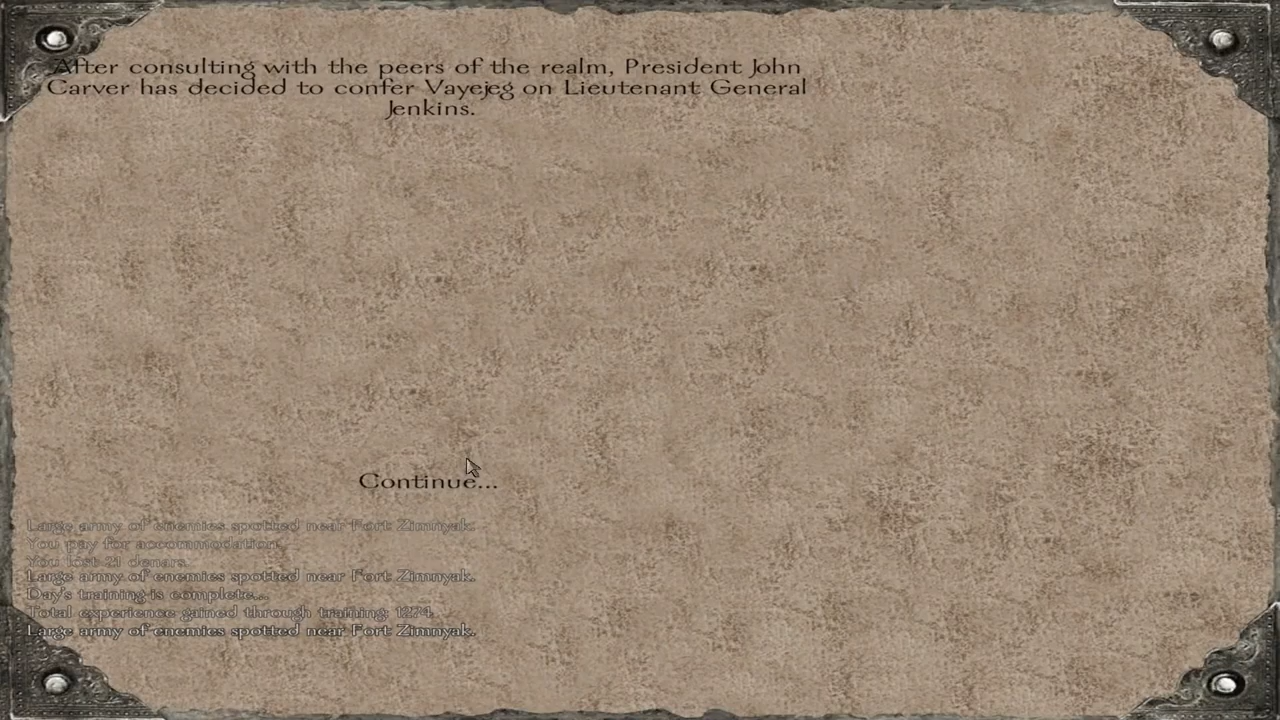 After consulting with the peers of the realm, President John
Carver has decided to confer Vayejeg on Lieutenant General
Jenkins.
Continue...
Large army of enemies spotted near Fort Zimnyak.
You pay for accommodation.
You lost 21 denars.
Large army of enemies spotted near Fort Zimnyak.
Day's training is complete...
Total experience gained through training: 1274.
Large army of enemies spotted near Fort Zimnyak.